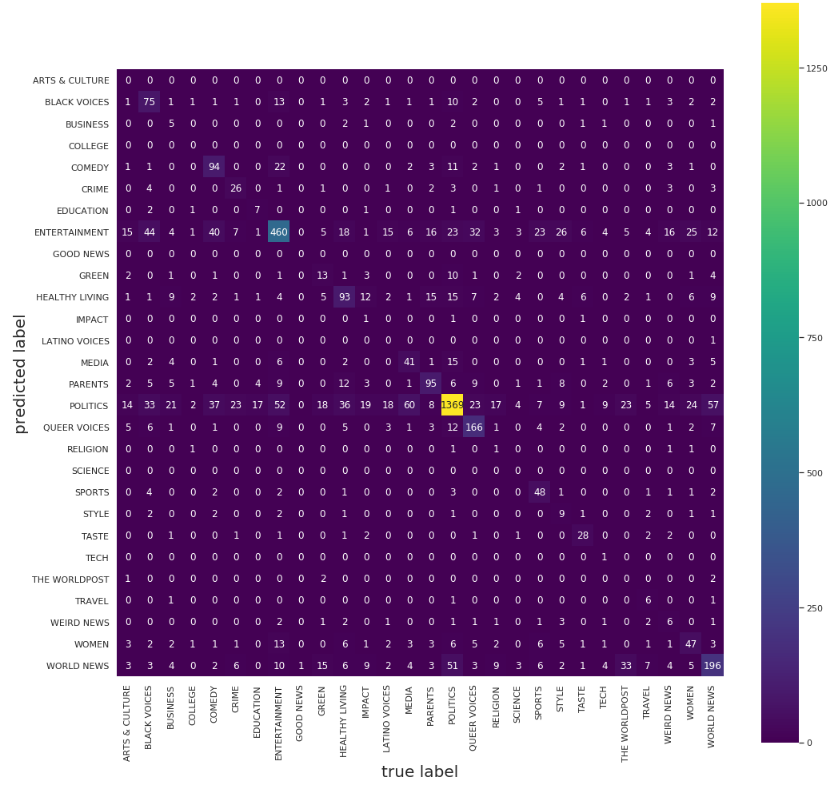 ARTS & CULTURE 0 0 0 0 0 0 0 0 0 0 0 0 0 0 0 0 0 0 0 0 0 0 0 0 0 0 0 0
BLACK VOICES 1 75 1 1 1 1 0 13 0 1 3 2 1 1 1 10 2 0 0 5 1 1 0 1 1 3 2 2
BUSINESS 0 0 5 0 0 0 0 0 0 0 2 1 0 0 0 2 0 0 0 0 0 1 1 0 0 0 0 1
COLLEGE 0 0 0 0 0 0 0 0 0 0 0 0 0 0 0 0 0 0 0 0 0 0 0 0 0 0 0 0
COMEDY 1 1 0 0 94 0 0 22 0 0 0 0 0 2 3 11 2 1 0 0 2 1 0 0 0 3 1 0
CRIME 0 4 0 0 0 26 0 1 0 1 0 0 1 0 2 3 0 1 0 1 0 0 0 0 0 3 0 3
EDUCATION 0 2 0 1 0 0 7 0 0 0 0 1 0 0 0 1 0 0 1 0 0 0 0 0 0 0 0 0
ENTERTAINMENT 15 44 4 1 40 7 1 460 0 5 18 1 15 6 16 23 32 3 3 23 26 6 4 5 4 16 25 12
GOOD NEWS 0 0 0 0 0 0 0 0 0 0 0 0 0 0 0 0 0 0 0 0 0 0 0 0 0 0 0 0
GREEN 2 0 1 0 1 0 0 1 0 13 1 3 0 0 0 10 1 0 2 0 0 0 0 0 0 0 1 4
HEALTHY LIVING 1 1 9 2 2 1 1 4 0 5 93 12 2 1 15 15 7 2 4 0 4 6 0 2 1 0 6 9
IMPACT 0 0 0 0 0 0 0 0 0 0 0 1 0 0 0 1 0 0 0 0 0 1 0 0 0 0 0 0
LATINO VOICES 0 0 0 0 0 0 0 0 0 0 0 0 0 0 0 0 0 0 0 0 0 0 0 0 0 0 0 1
MEDIA 0 2 4 0 1 0 0 6 0 0 2 0 0 41 1 15 0 0 0 0 0 1 1 0 0 0 3 5
PARENTS 2 5 5 1 4 0 4 9 0 0 12 3 0 1 95 6 9 0 1 1 8 0 2 0 1 6 3 2
POLITICS 14 33 21 2 37 23 17 52 0 18 36 19 18 60 8 1369 23 17 4 7 9 1 9 23 5 14 24 57
QUEER VOICES 5 6 1 0 1 0 0 9 0 0 5 0 3 1 3 12 166 1 0 4 2 0 0 0 0 1 2 7
RELIGION 0 0 0 1 0 0 0 0 0 0 0 0 0 0 0 1 0 1 0 0 0 0 0 0 0 1 1 0
SCIENCE 0 0 0 0 0 0 0 0 0 0 0 0 0 0 0 0 0 0 0 0 0 0 0 0 0 0 0 0
SPORTS 0 4 0 0 2 0 0 2 0 0 1 0 0 0 0 3 0 0 0 48 1 0 0 0 1 1 1 2
STYLE 0 2 0 0 2 0 0 2 0 0 1 0 0 0 0 1 0 0 0 0 9 1 0 0 2 0 1 1
TASTE 0 0 1 0 0 1 0 1 0 0 1 2 0 0 0 0 1 0 1 0 0 28 0 0 2 2 0 0
TECH 0 0 0 0 0 0 0 0 0 0 0 0 0 0 0 0 0 0 0 0 0 0 1 0 0 0 0 0
THE WORLDPOST 1 0 0 0 0 0 0 0 0 2 0 0 0 0 0 0 0 0 0 0 0 0 0 0 0 0 0 2
TRAVEL 0 0 1 0 0 0 0 0 0 0 0 0 0 0 0 1 0 0 0 0 0 0 0 0 6 0 0 1
WEIRD NEWS 0 0 0 0 0 0 0 2 0 1 2 0 1 0 0 1 1 1 0 1 3 0 1 0 2 6 0 1
WOMEN 3 2 2 1 1 1 0 13 0 0 6 1 2 3 3 6 5 2 0 6 5 1 1 0 1 1 47 3
WORLD NEWS 3 3 4 0 2 6 0 10 1 15 6 9 2 4 3 51 3 9 3 6 2 1 4 33 7 4 5 196
predicted label
ARTS & CULTURE
BLACK VOICES
BUSINESS
COLLEGE
COMEDY
CRIME
EDUCATION
ENTERTAINMENT
GOOD NEWS
GREEN
HEALTHY LIVING
IMPACT
LATINO VOICES
MEDIA
PARENTS
POLITICS
QUEER VOICES
RELIGION
SCIENCE
SPORTS
STYLE
TASTE
TECH
THE WORLDPOST
TRAVEL
WEIRD NEWS
WOMEN
WORLD NEWS
true label
1250
1000
750
500
250
0